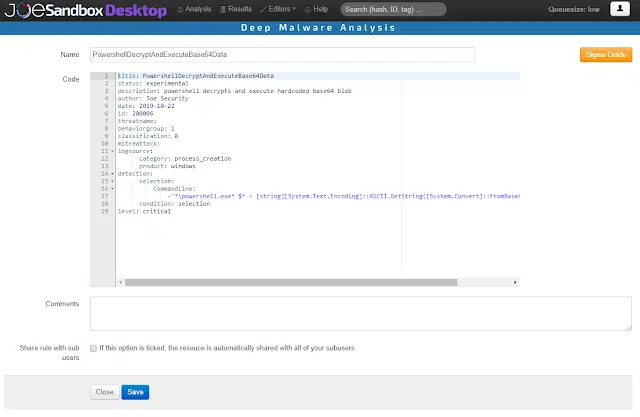 JOESandbox Desktop Analysis Results Editors Help Search (hash, ID, tag) ... Queuesize: low
Deep Malware Analysis
Name PowershellDecryptAndExecuteBase64Data Sigma Guide
Code
1 title: PowershellDecryptAndExecuteBase64Data
2 status: experimental
3 description: powershell decrypts and execute hardcoded base64 blob
4 author: Joe Security
5 date: 2019-10-22
6 id: 200006
7 threatname:
8 behaviorgroup: 1
9 classification: 8
10 mitreattack:
11 logsource:
12 category: process_creation
13 product: windows
14 detection:
15 selection:
16 CommandLine:
17 -'*\powershell.exe* $* = [string][System.Text.Encoding]::ASCII.GetString([System.Convert]::FromBase
18 condition: selection
19 level: critical
Comments
Share rule with sub users If this option is ticked, the resouce is automatically shared with all of your subusers
Close Save